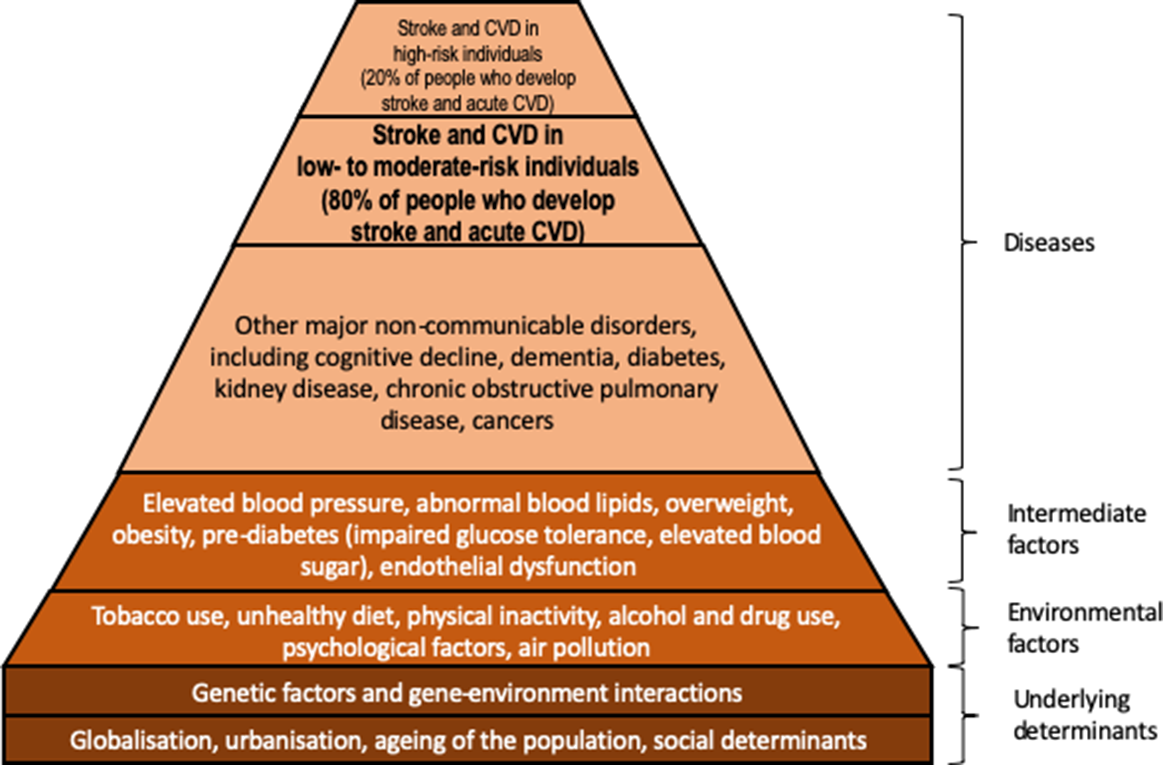 Stroke and CVD in
high-risk individuals
(20% of people who develop
stroke and acute CVD)
Stroke and CVD in
low- to moderate-risk individuals
(80% of people who develop
stroke and acute CVD)
Other major non-communicable disorders,
including cognitive decline, dementia, diabetes,
kidney disease, chronic obstructive pulmonary
disease, cancers
Diseases
Elevated blood pressure, abnormal blood lipids, overweight,
obesity, pre-diabetes (impaired glucose tolerance, elevated blood
sugar), endothelial dysfunction
Intermediate
factors
Tobacco use, unhealthy diet, physical inactivity, alcohol and drug use,
psychological factors, air pollution
Environmental
factors
Genetic factors and gene-environment interactions
Globalisation, urbanisation, ageing of the population, social determinants
Underlying
determinants